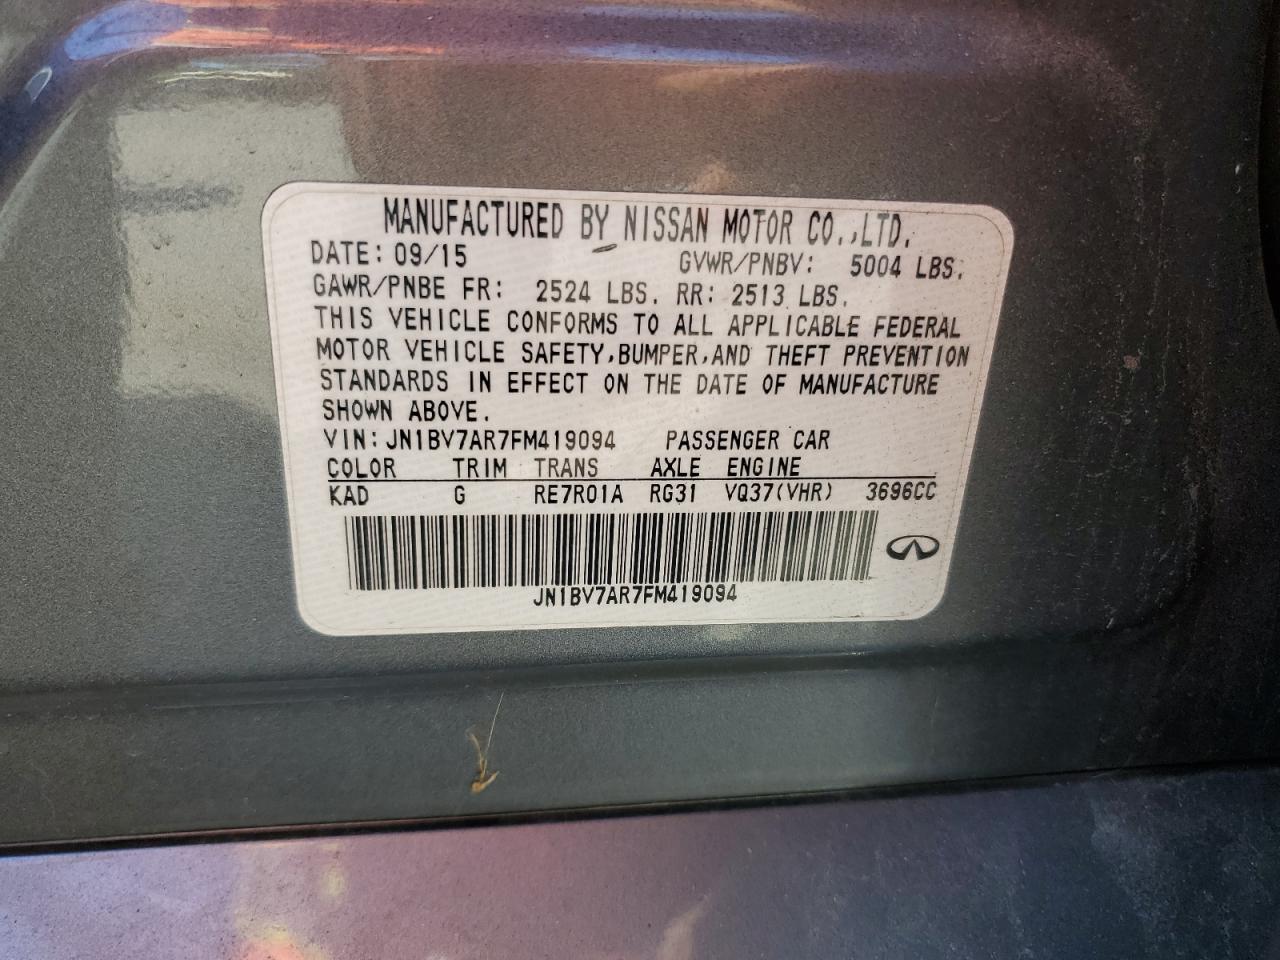 MANUFACTURED BY NISSAN MOTOR CO.,LTD.
DATE: 09/15 GVWR/PNBV: 5004 LBS.
GAWR/PNBE FR: 2524 LBS. RR: 2513 LBS.
THIS VEHICLE CONFORMS TO ALL APPLICABLE FEDERAL
MOTOR VEHICLE SAFETY,BUMPER,AND THEFT PREVENTION
STANDARDS IN EFFECT ON THE DATE OF MANUFACTURE
SHOWN ABOVE.
VIN: JN1BV7AR7FM419094 PASSENGER CAR
COLOR TRIM TRANS AXLE ENGINE
KAD G RE7R01A RG31 VQ37(VHR) 3696CC
JN1BV7AR7FM419094